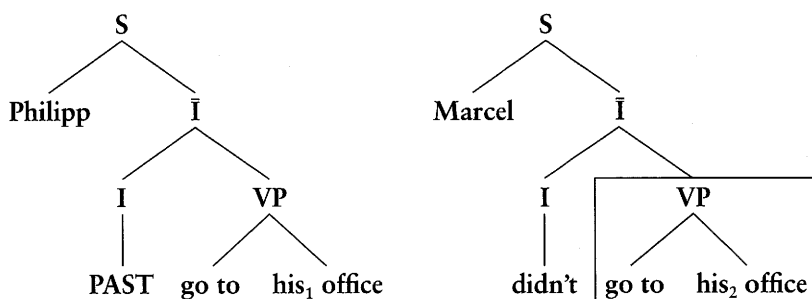 S S
Philipp Ī Marcel Ī
I VP I VP
PAST go to his₁ office didn't go to his₂ office